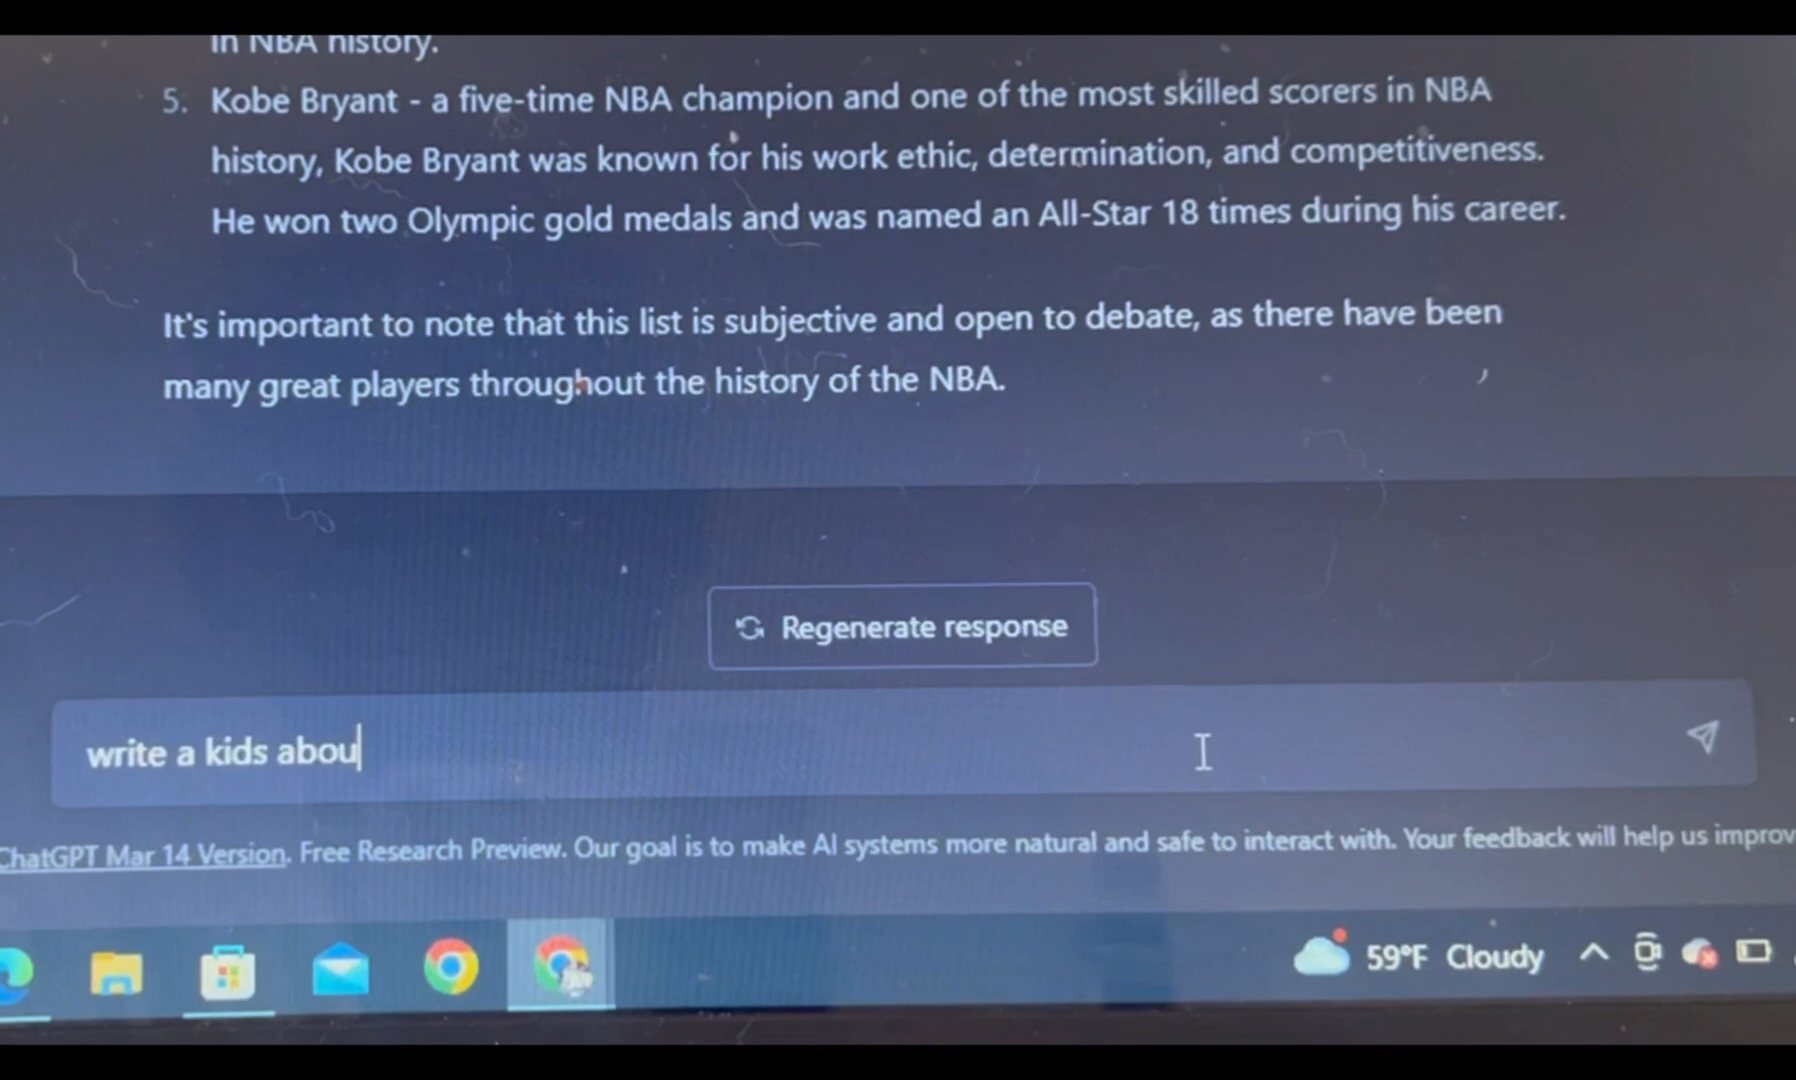 in NBA history.
5. Kobe Bryant - a five-time NBA champion and one of the most skilled scorers in NBA
history, Kobe Bryant was known for his work ethic, determination, and competitiveness.
He won two Olympic gold medals and was named an All-Star 18 times during his career.
It's important to note that this list is subjective and open to debate, as there have been
many great players throughout the history of the NBA.
Regenerate response
write a kids abou
ChatGPT Mar 14 Version. Free Research Preview. Our goal is to make AI systems more natural and safe to interact with. Your feedback will help us improv
59°F Cloudy